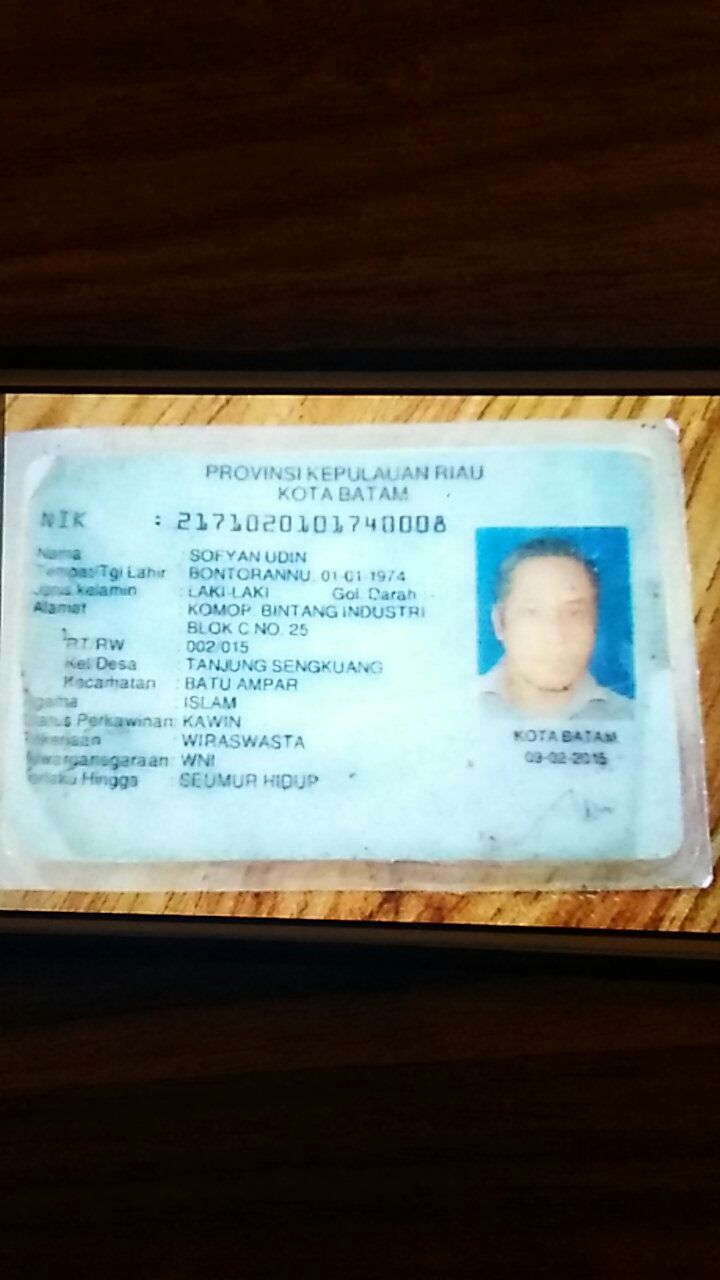 PROVINSI KEPULAUAN RIAU
KOTA BATAM
NIK : 2171020101740008
Nama : SOFYAN UDIN
Tempat/Tgl Lahir : BONTORANNU, 01-01-1974
Jenis kelamin : LAKI-LAKI Gol. Darah : -
Alamat : KOMOP. BINTANG INDUSTRI
BLOK C NO. 25
RT/RW : 002/015
Kel/Desa : TANJUNG SENGKUANG
Kecamatan : BATU AMPAR
Agama : ISLAM
Status Perkawinan: KAWIN
Pekerjaan : WIRASWASTA
Kewarganegaraan: WNI
Berlaku Hingga : SEUMUR HIDUP
KOTA BATAM
03-02-2015